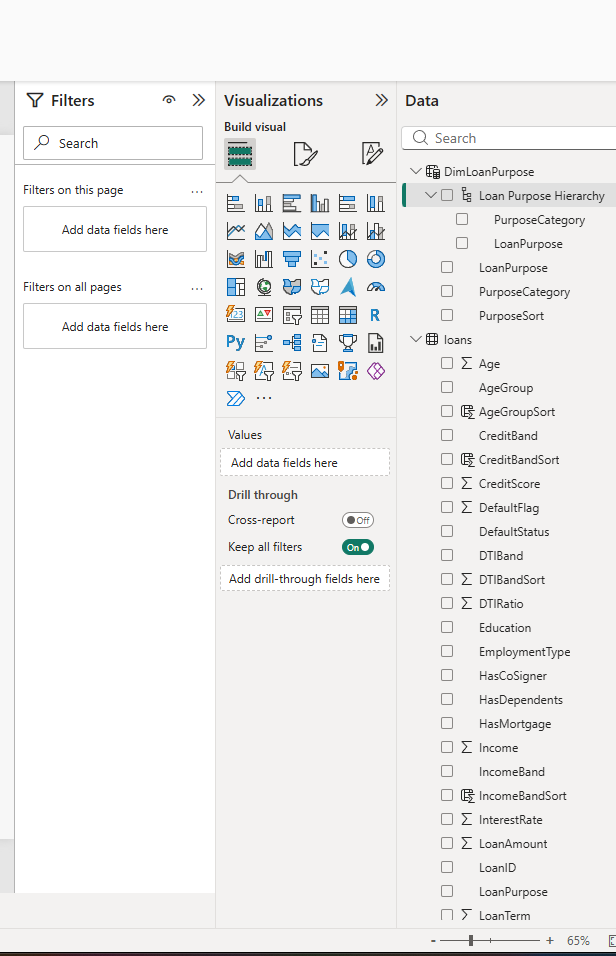 Filters
Search
Filters on this page
...
Add data fields here
Filters on all pages
...
Add data fields here
Visualizations
Build visual
123
R
Py
...
Values
Add data fields here
Drill through
Cross-report
Off
Keep all filters
On
Add drill-through fields here
Data
Search
DimLoanPurpose
Loan Purpose Hierarchy
PurposeCategory
LoanPurpose
LoanPurpose
PurposeCategory
PurposeSort
loans
Σ Age
AgeGroup
AgeGroupSort
CreditBand
CreditBandSort
Σ CreditScore
Σ DefaultFlag
DefaultStatus
DTIBand
Σ DTIBandSort
Σ DTIRatio
Education
EmploymentType
HasCoSigner
HasDependents
HasMortgage
Σ Income
IncomeBand
IncomeBandSort
Σ InterestRate
Σ LoanAmount
LoanID
LoanPurpose
Σ LoanTerm
- + 65%